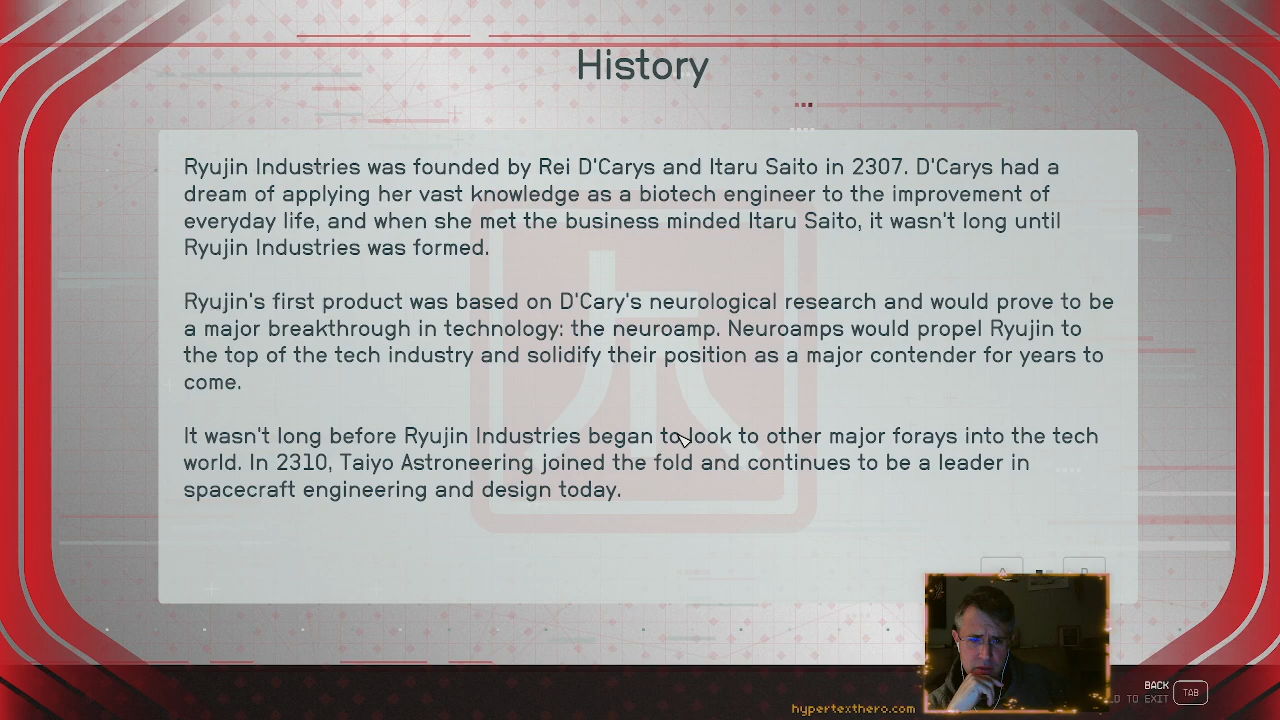 History
Ryujin Industries was founded by Rei D'Carys and Itaru Saito in 2307. D'Carys had a
dream of applying her vast knowledge as a biotech engineer to the improvement of
everyday life, and when she met the business minded Itaru Saito, it wasn't long until
Ryujin Industries was formed.
Ryujin's first product was based on D'Cary's neurological research and would prove to be
a major breakthrough in technology: the neuroamp. Neuroamps would propel Ryujin to
the top of the tech industry and solidify their position as a major contender for years to
come.
It wasn't long before Ryujin Industries began to look to other major forays into the tech
world. In 2310, Taiyo Astroneering joined the fold and continues to be a leader in
spacecraft engineering and design today.
BACK
TO EXIT
TAB
hypertexthero.com